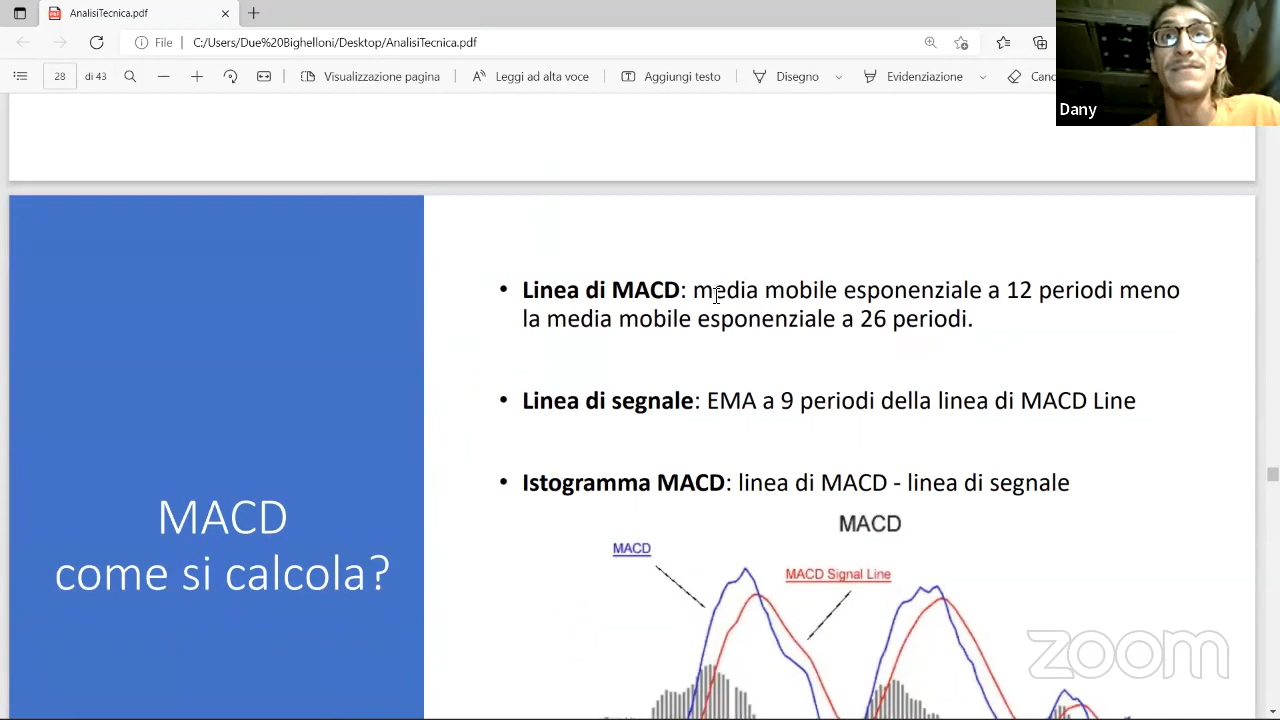 AnalisiTecnica.pdf
File
C:/Users/Due%20Bighelloni/Desktop/AnalisiTecnica.pdf
28
di 43
Visualizzazione pagina
Leggi ad alta voce
Aggiungi testo
Disegno
Evidenziazione
Canc
Dany
MACD
come si calcola?
• Linea di MACD: media mobile esponenziale a 12 periodi meno
la media mobile esponenziale a 26 periodi.
• Linea di segnale: EMA a 9 periodi della linea di MACD Line
• Istogramma MACD: linea di MACD - linea di segnale
MACD
MACD
MACD Signal Line
zoom